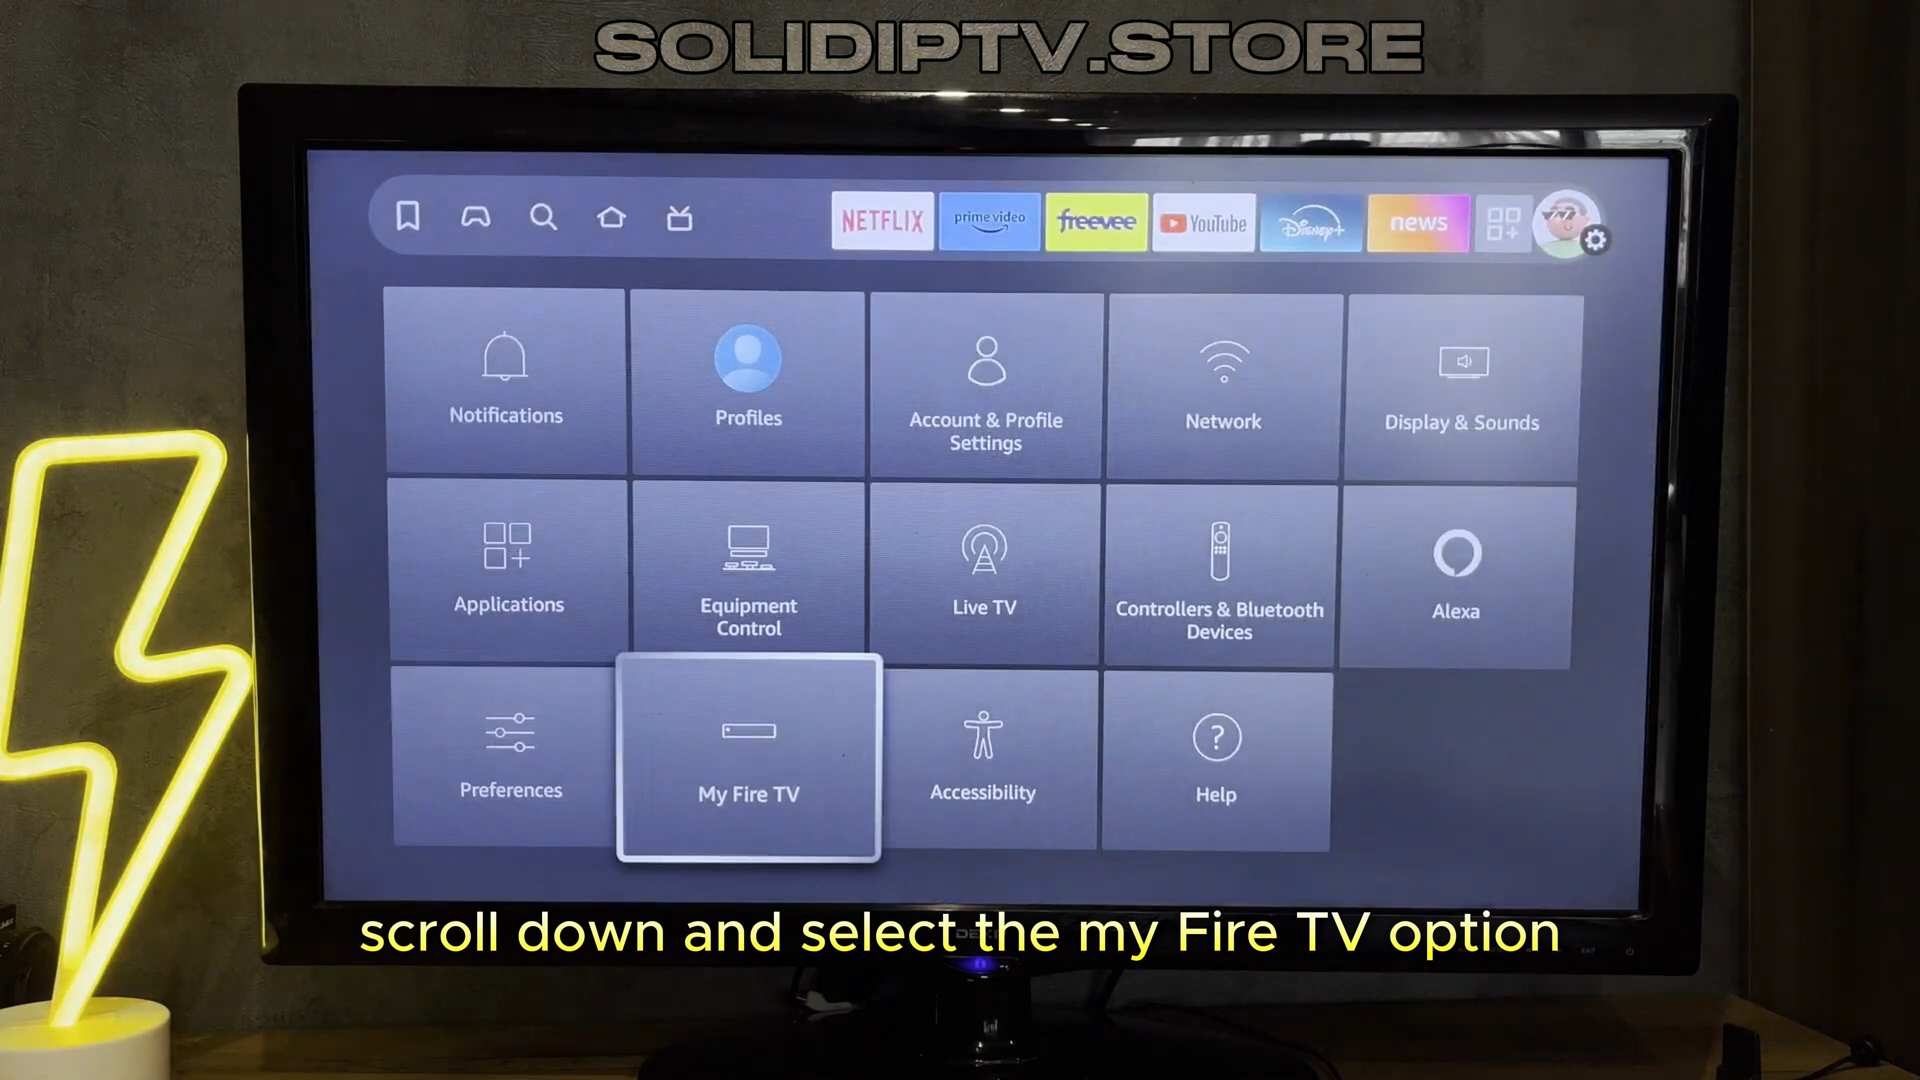 SOLIDIPTV.STORE
NETFLIX
prime video
freevee
YouTube
Disney+
news
Notifications
Profiles
Account & Profile
Settings
Network
Display & Sounds
Applications
Equipment
Control
Live TV
Controllers & Bluetooth
Devices
Alexa
Preferences
My Fire TV
Accessibility
?
Help
scroll down and select the my Fire TV option
EXIT